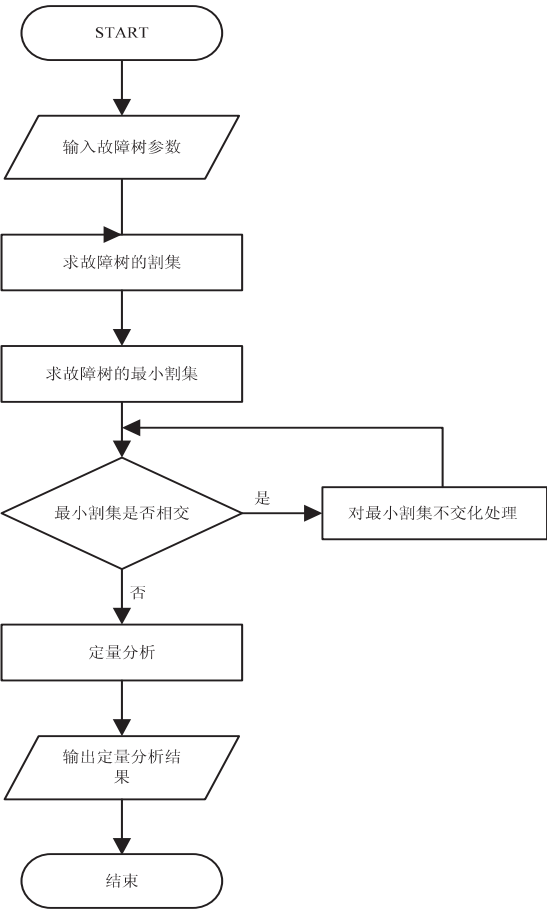 START
输入故障树参数
求故障树的割集
求故障树的最小割集
最小割集是否相交
是
对最小割集不交化处理
否
定量分析
输出定量分析结
果
结束